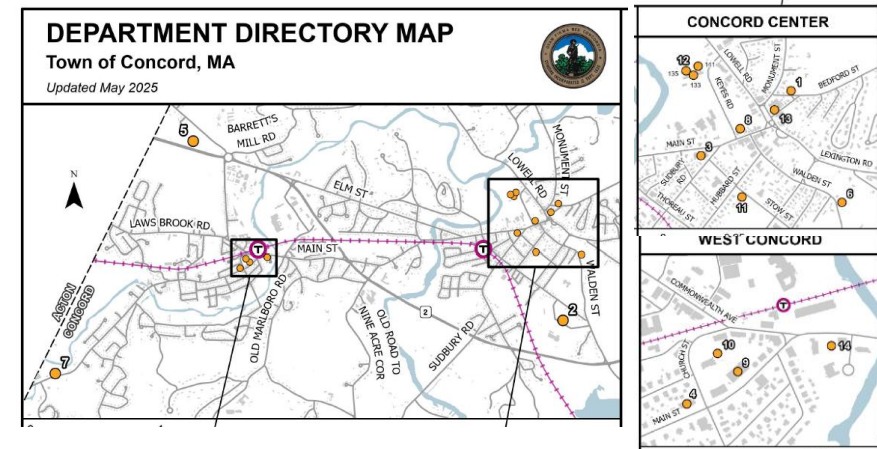 DEPARTMENT DIRECTORY MAP
Town of Concord, MA
Updated May 2025
5
BARRETT'S
MILL RD
N
ELM ST
LOWELL RD
MONUMENT ST
LAWS BROOK RD
T
MAIN ST
T
WALDEN ST
ACTON
CONCORD
OLD MARLBORO RD
OLD ROAD TO
NINE ACRE COR
2
SUDBURY RD
2
7
CONCORD CENTER
12
111
135
133
LOWELL RD
MONUMENT ST
KEYES RD
1
BEDFORD ST
13
8
MAIN ST
3
LEXINGTON RD
SUDBURY
RD
HUBBARD ST
WALDEN ST
THOREAU ST
11
STOW ST
6
WEST CONCORD
COMMONWEALTH AVE
T
CHURCH ST
10
9
14
4
MAIN ST